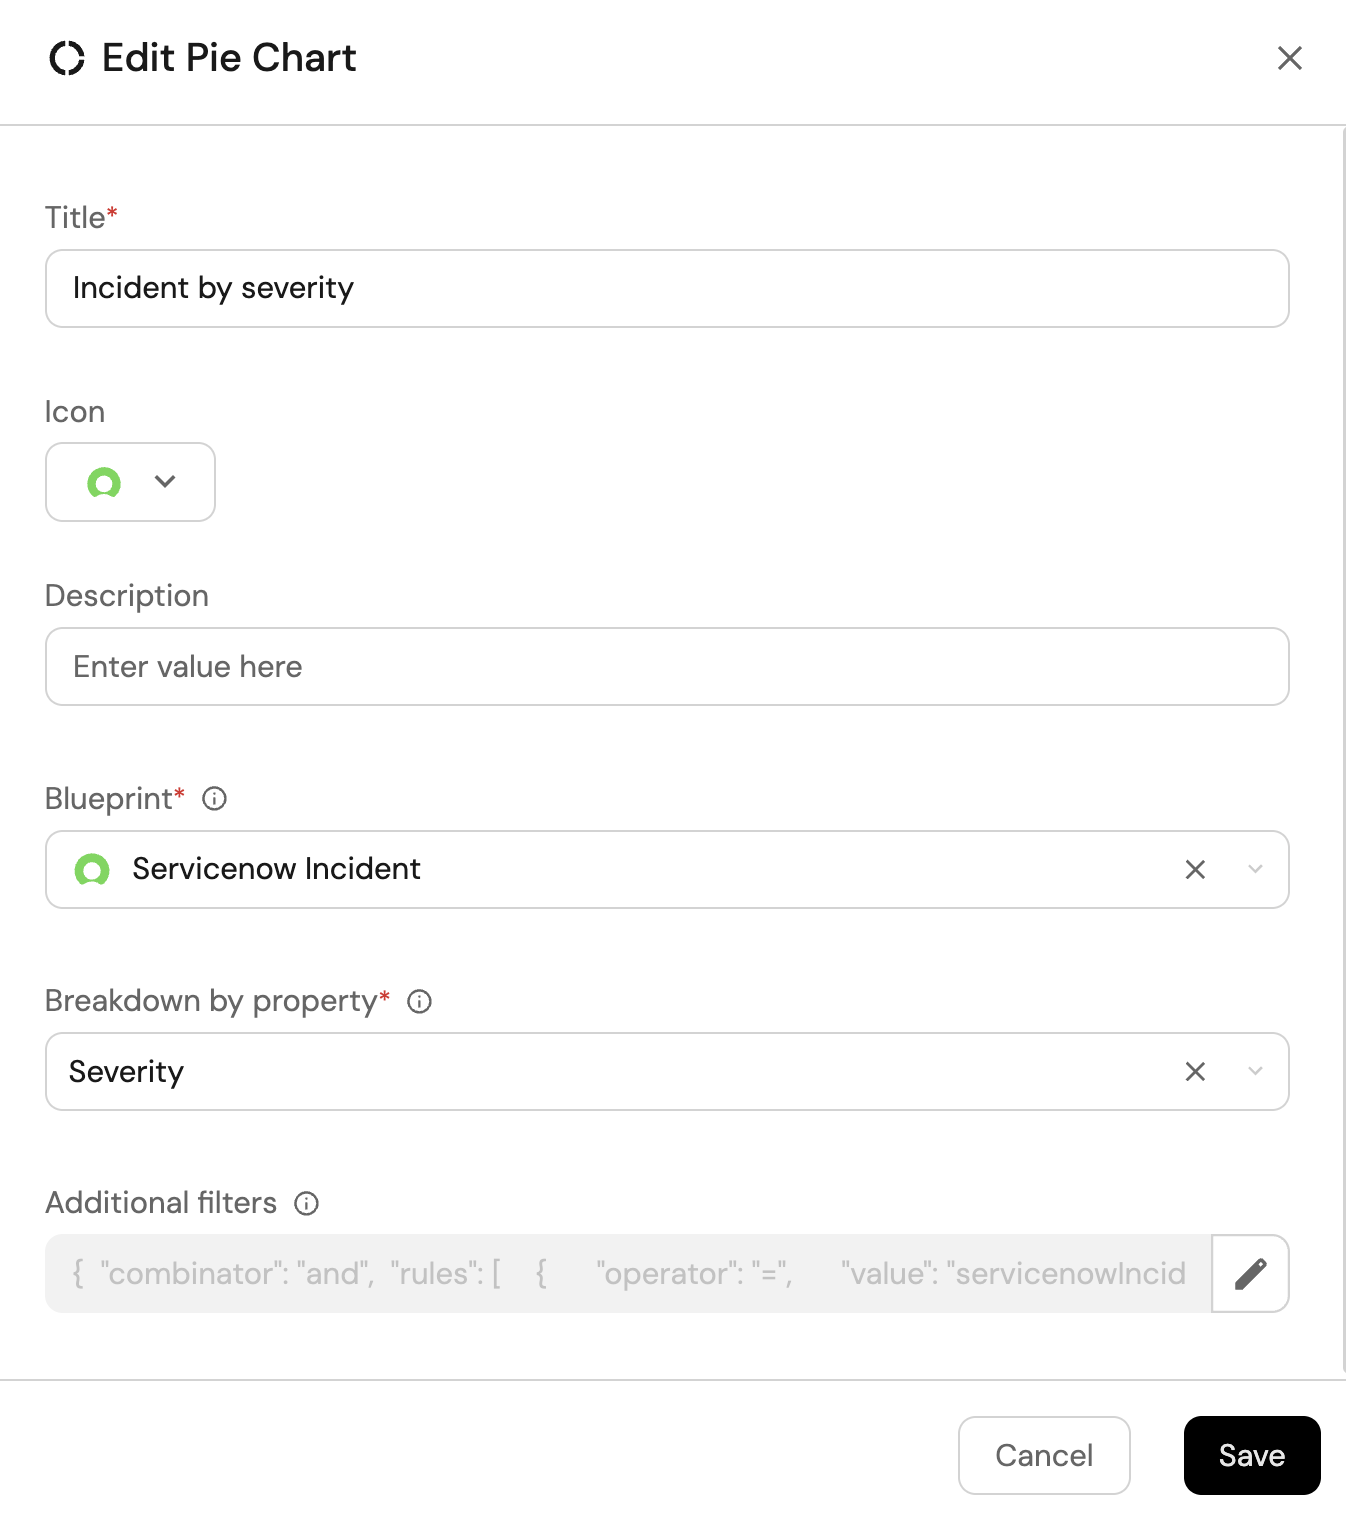 Edit Pie Chart
Title*
Incident by severity
Icon
Description
Enter value here
Blueprint*
Servicenow Incident
Breakdown by property*
Severity
Additional filters
{ "combinator": "and", "rules": [ { "operator": "=", "value": "servicenowIncid
Cancel
Save